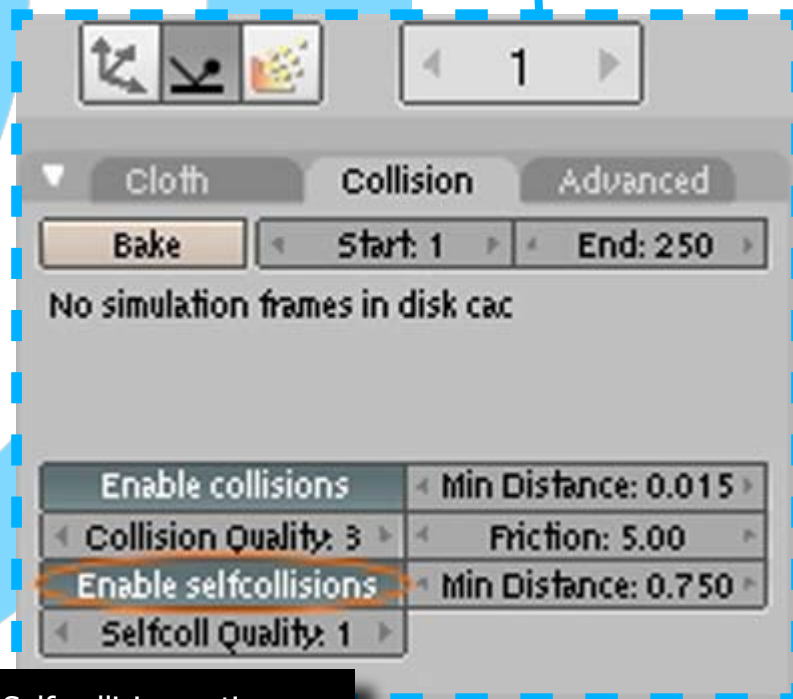 1
Cloth Collision Advanced
Bake Start: 1 End: 250
No simulation frames in disk cac
Enable collisions Min Distance: 0.015
Collision Quality: 3 Friction: 5.00
Enable selfcollisions Min Distance: 0.750
Selfcoll Quality: 1